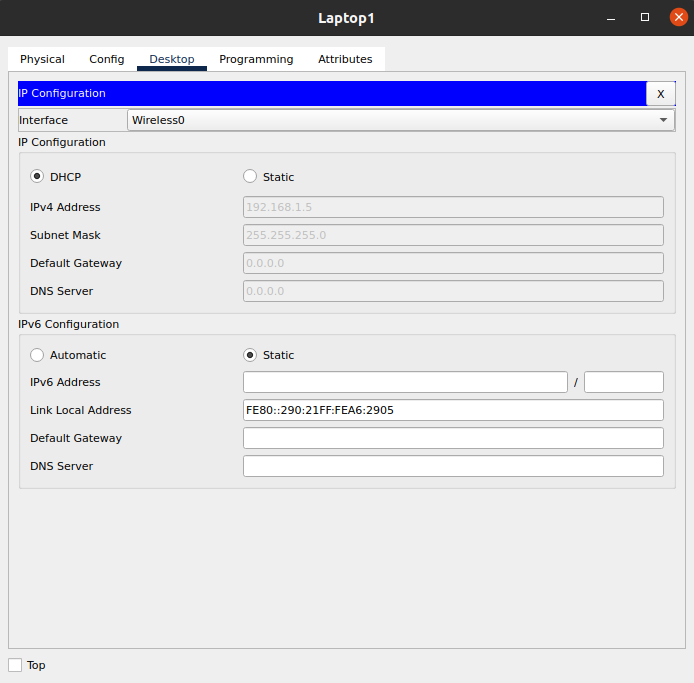 Laptop1
Physical Config Desktop Programming Attributes
IP Configuration X
Interface Wireless0
IP Configuration
DHCP Static
IPv4 Address 192.168.1.5
Subnet Mask 255.255.255.0
Default Gateway 0.0.0.0
DNS Server 0.0.0.0
IPv6 Configuration
Automatic Static
IPv6 Address /
Link Local Address FE80::290:21FF:FEA6:2905
Default Gateway
DNS Server
Top